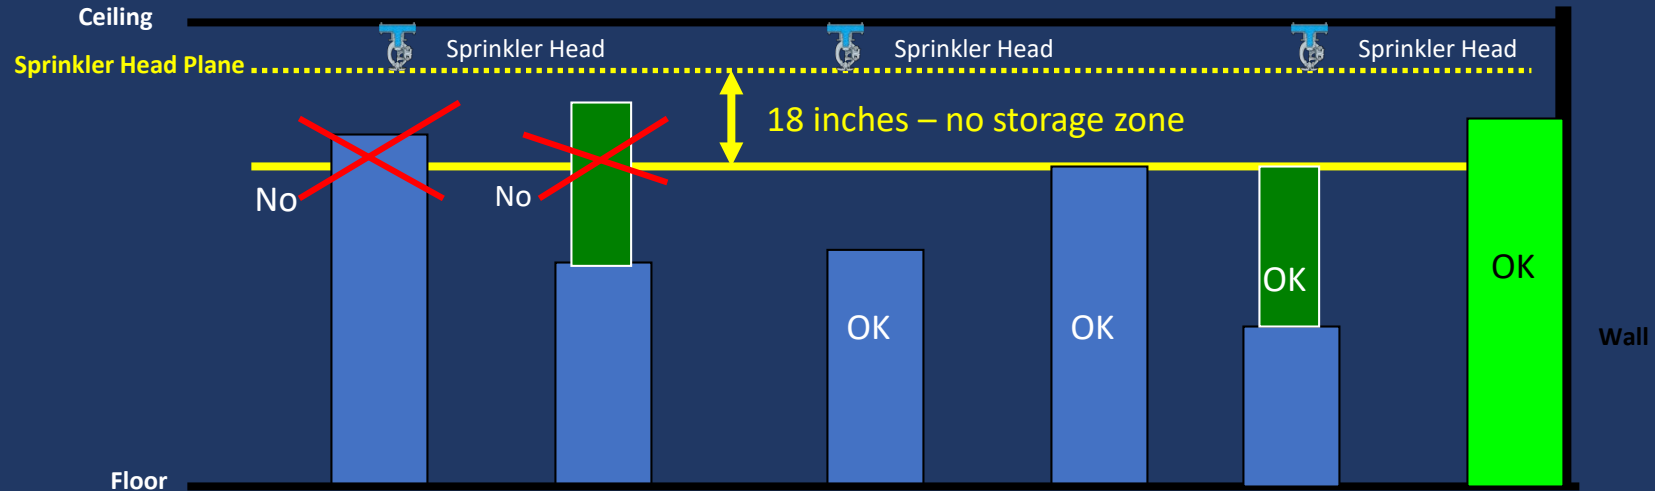 Ceiling
Sprinkler Head
Sprinkler Head
Sprinkler Head
Sprinkler Head Plane
18 inches – no storage zone
No
No
OK
OK
OK
OK
Wall
Floor